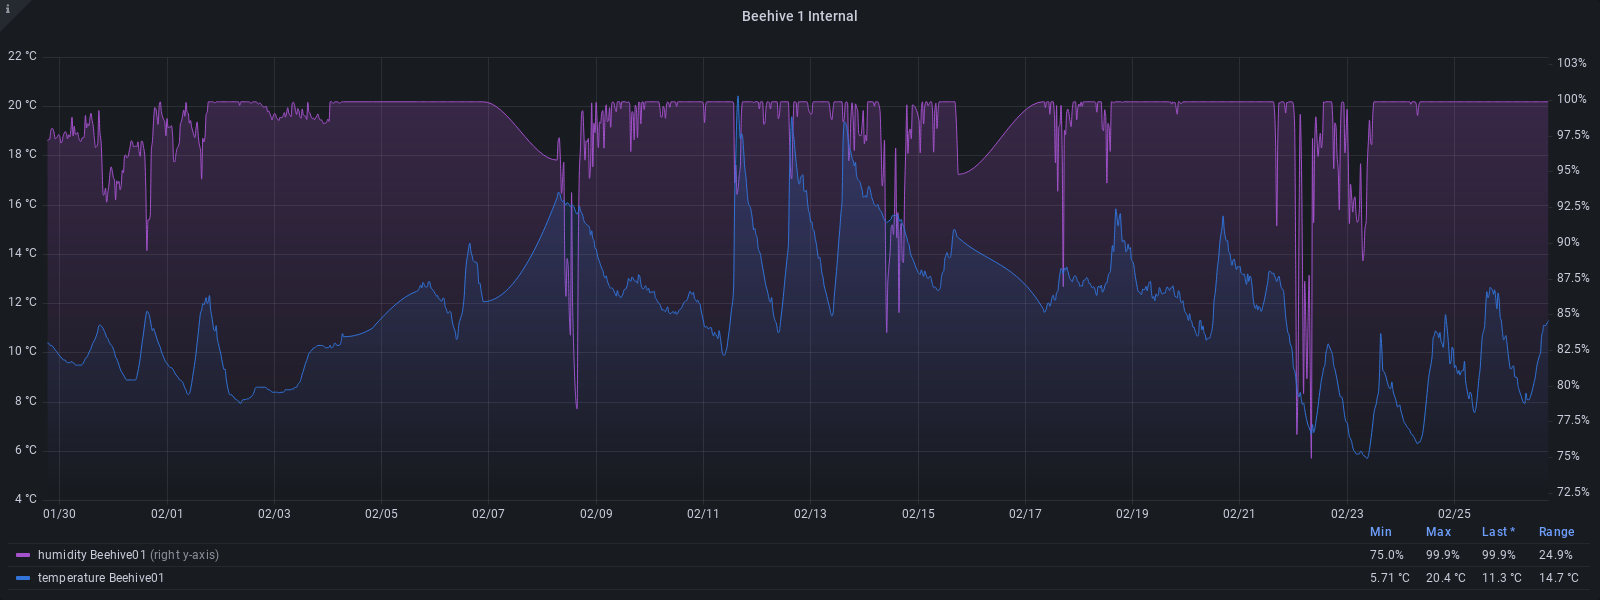 i
Beehive 1 Internal
22 °C
20 °C
18 °C
16 °C
14 °C
12 °C
10 °C
8 °C
6 °C
4 °C
103%
100%
97.5%
95%
92.5%
90%
87.5%
85%
82.5%
80%
77.5%
75%
72.5%
01/30 02/01 02/03 02/05 02/07 02/09 02/11 02/13 02/15 02/17 02/19 02/21 02/23 02/25
Min Max Last * Range
humidity Beehive01 (right y-axis) 75.0% 99.9% 99.9% 24.9%
temperature Beehive01 5.71 °C 20.4 °C 11.3 °C 14.7 °C